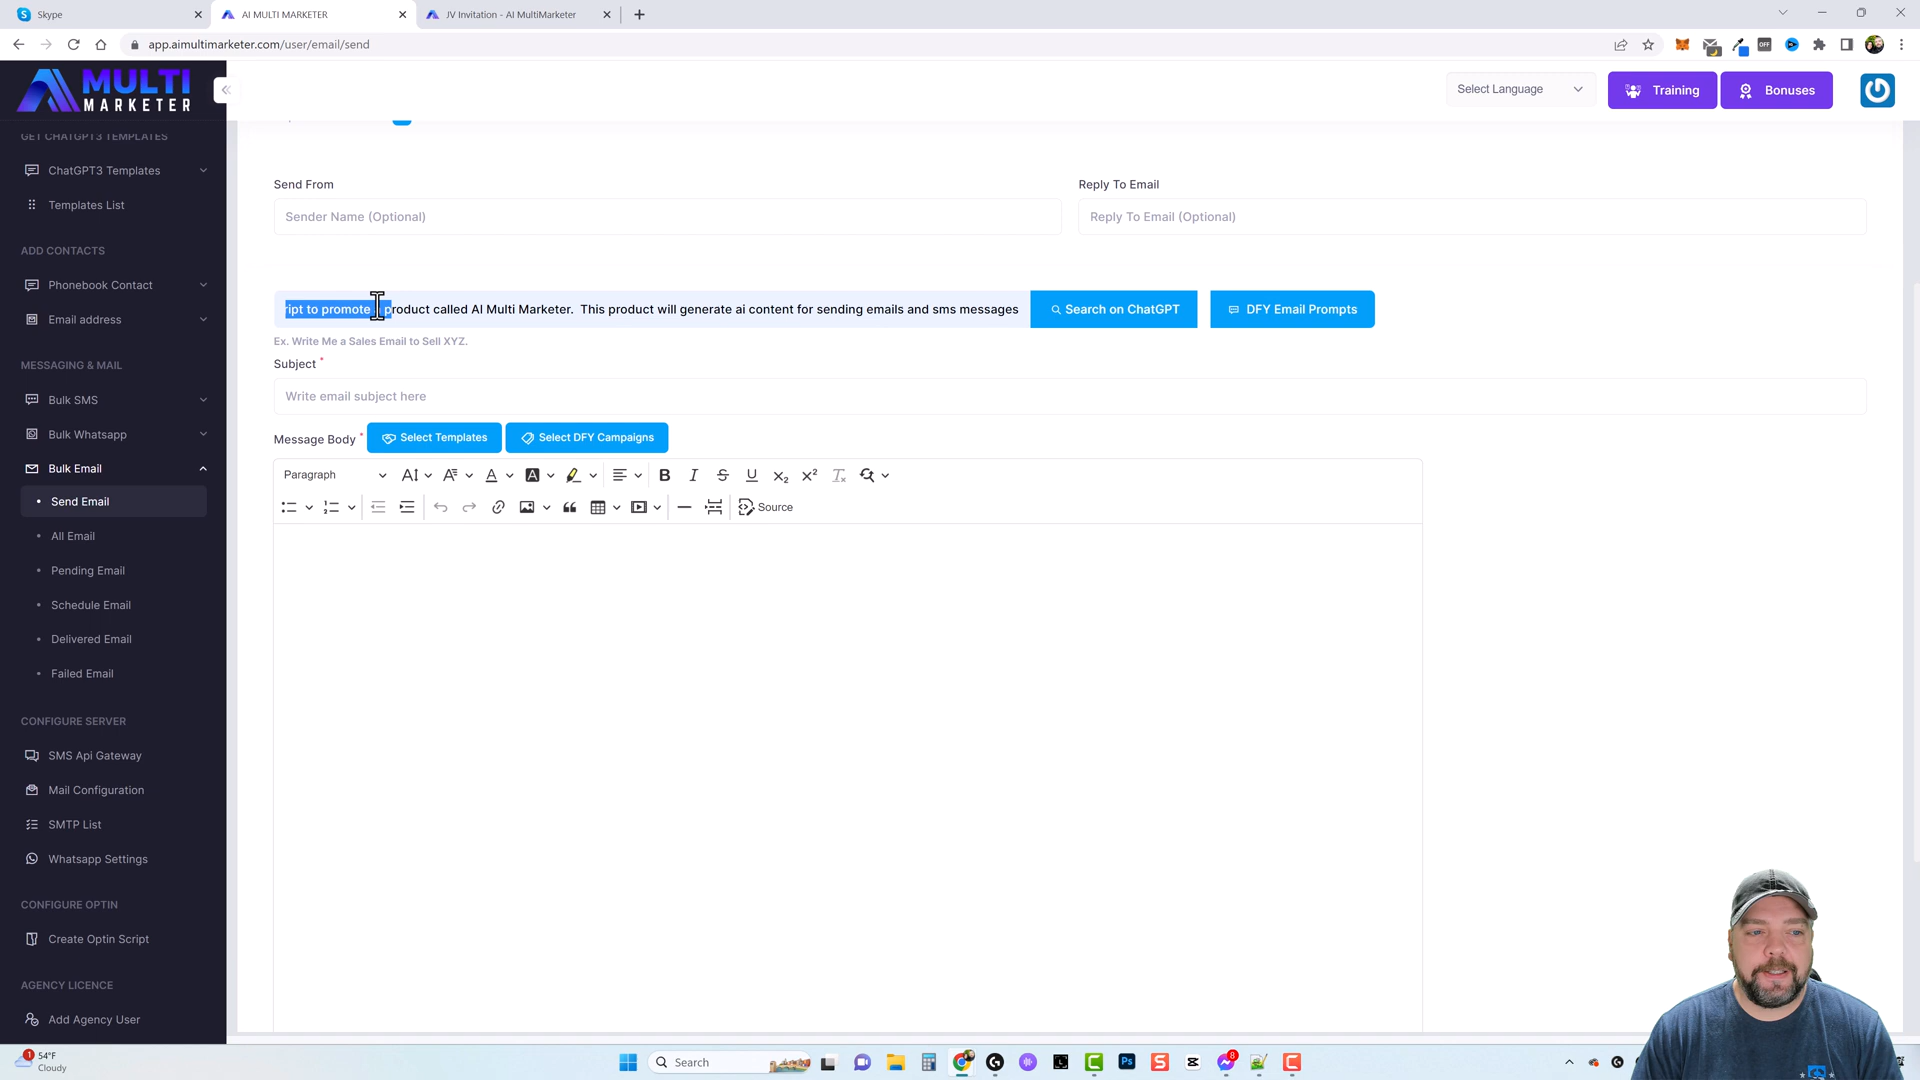 Skype
AI MULTI MARKETER
JV Invitation - AI MultiMarketer
app.aimultimarketer.com/user/email/send
OFF
MULTI
MARKETER
Select Language
Training
Bonuses
GET CHATGPT3 TEMPLATES
ChatGPT3 Templates
Templates List
ADD CONTACTS
Phonebook Contact
Email address
MESSAGING & MAIL
Bulk SMS
Bulk Whatsapp
Bulk Email
Send Email
All Email
Pending Email
Schedule Email
Delivered Email
Failed Email
CONFIGURE SERVER
SMS Api Gateway
Mail Configuration
SMTP List
Whatsapp Settings
CONFIGURE OPTIN
Create Optin Script
AGENCY LICENCE
Add Agency User
Send From
Reply To Email
Sender Name (Optional)
Reply To Email (Optional)
ript to promote a product called AI Multi Marketer.  This product will generate ai content for sending emails and sms messages
Search on ChatGPT
DFY Email Prompts
Ex. Write Me a Sales Email to Sell XYZ.
Subject *
Write email subject here
Message Body *
Select Templates
Select DFY Campaigns
Paragraph
Source
1
54°F
Cloudy
Search
Ps
8